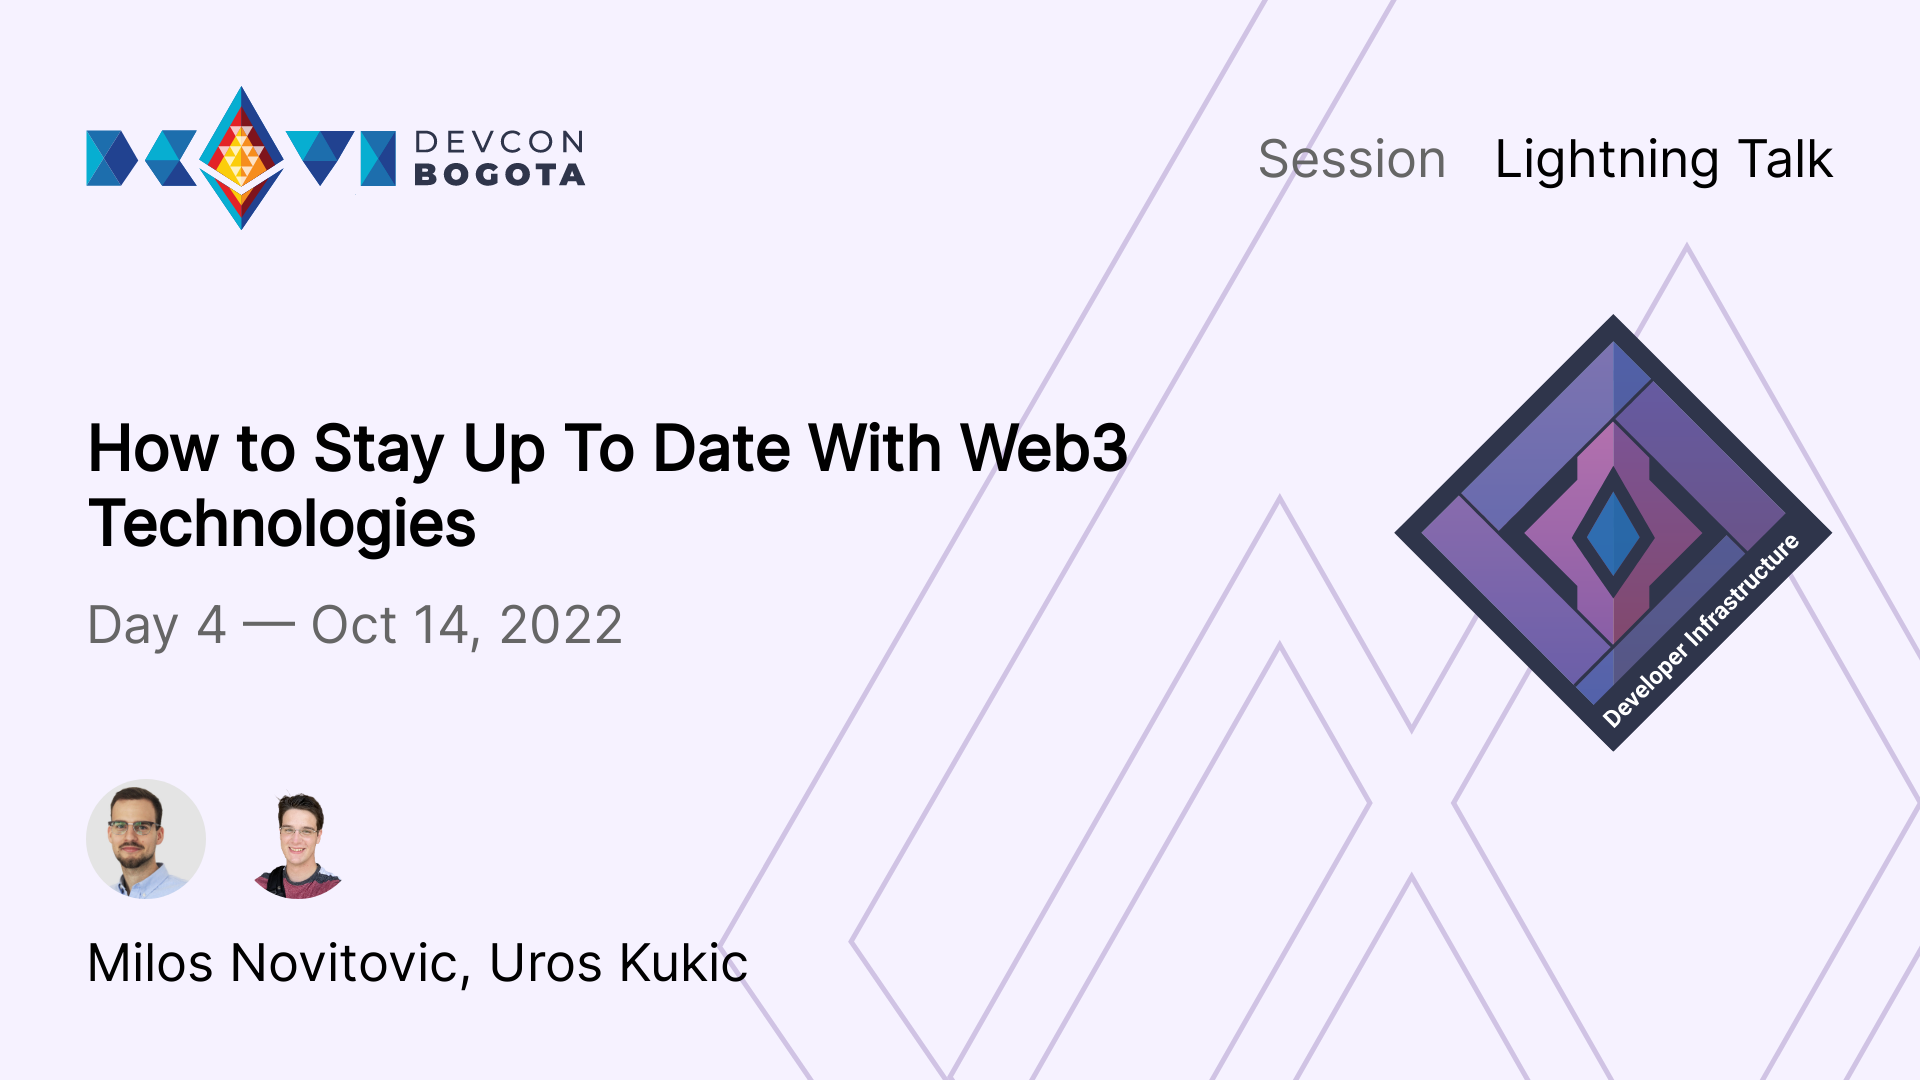 DEVCON
BOGOTA
Session Lightning Talk
How to Stay Up To Date With Web3
Technologies
Day 4 — Oct 14, 2022
Developer Infrastructure
Milos Novitovic, Uros Kukic